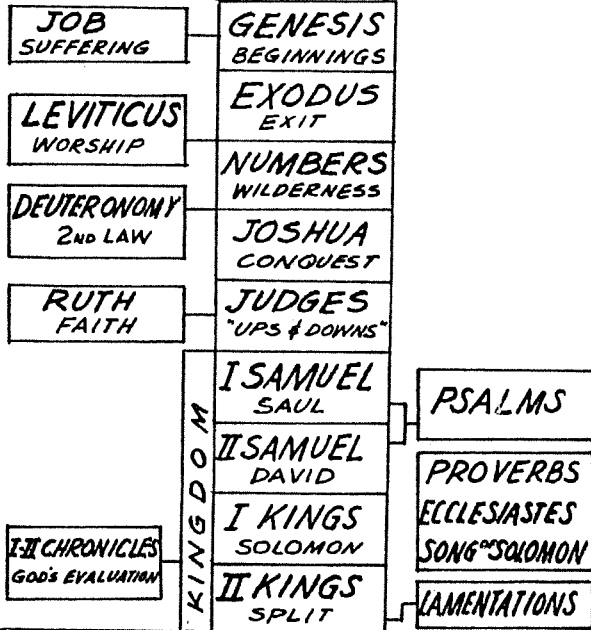 JOB
SUFFERING
GENESIS
BEGINNINGS
EXODUS
EXIT
LEVITICUS
WORSHIP
NUMBERS
WILDERNESS
DEUTERONOMY
2ND LAW
JOSHUA
CONQUEST
RUTH
FAITH
JUDGES
"UPS & DOWNS"
KINGDOM
I SAMUEL
SAUL
PSALMS
II SAMUEL
DAVID
PROVERBS
ECCLESIASTES
SONG OF SOLOMON
I KINGS
SOLOMON
I-II CHRONICLES
GOD'S EVALUATION
II KINGS
SPLIT
LAMENTATIONS